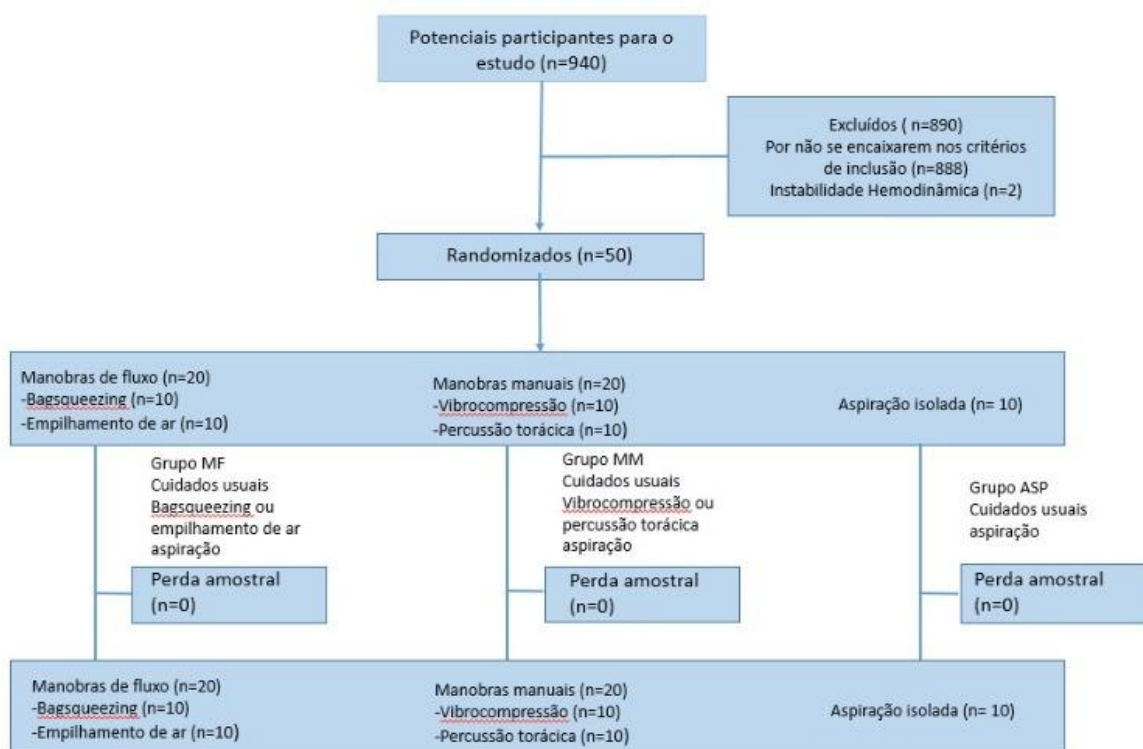 Potenciais participantes para o
estudo (n=940)
Excluídos ( n=890)
Por não se encaixarem nos critérios
de inclusão (n=888)
Instabilidade Hemodinâmica (n=2)
Randomizados (n=50)
Manobras de fluxo (n=20)
-Bagsqueezing (n=10)
-Empilhamento de ar (n=10)
Manobras manuais (n=20)
-Vibrocompressão (n=10)
-Percussão torácica (n=10)
Aspiração isolada (n= 10)
Grupo MF
Cuidados usuais
Bagsqueezing ou
empilhamento de ar
aspiração
Grupo MM
Cuidados usuais
Vibrocompressão ou
percussão torácica
aspiração
Grupo ASP
Cuidados usuais
aspiração
Perda amostral
(n=0)
Perda amostral
(n=0)
Perda amostral
(n=0)
Manobras de fluxo (n=20)
-Bagsqueezing (n=10)
-Empilhamento de ar (n=10)
Manobras manuais (n=20)
-Vibrocompressão (n=10)
-Percussão torácica (n=10)
Aspiração isolada (n= 10)